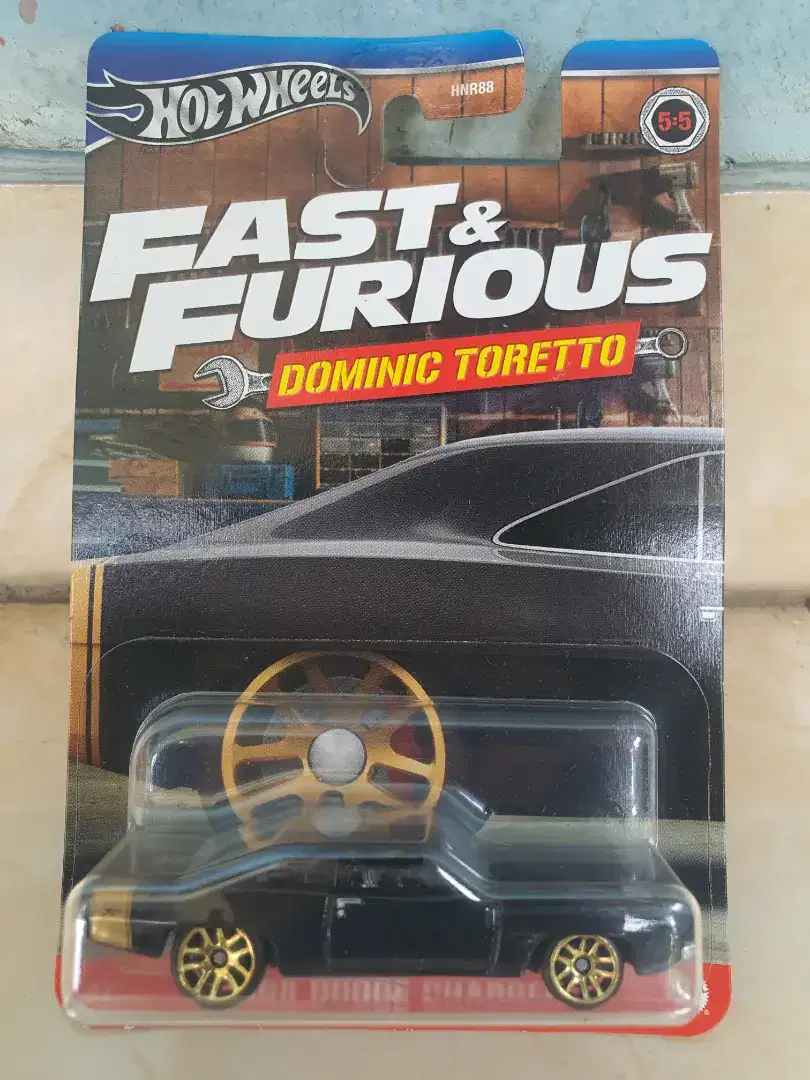 HOT WHEELS
HNR88
5:5
FAST &
FURIOUS
DOMINIC TORETTO